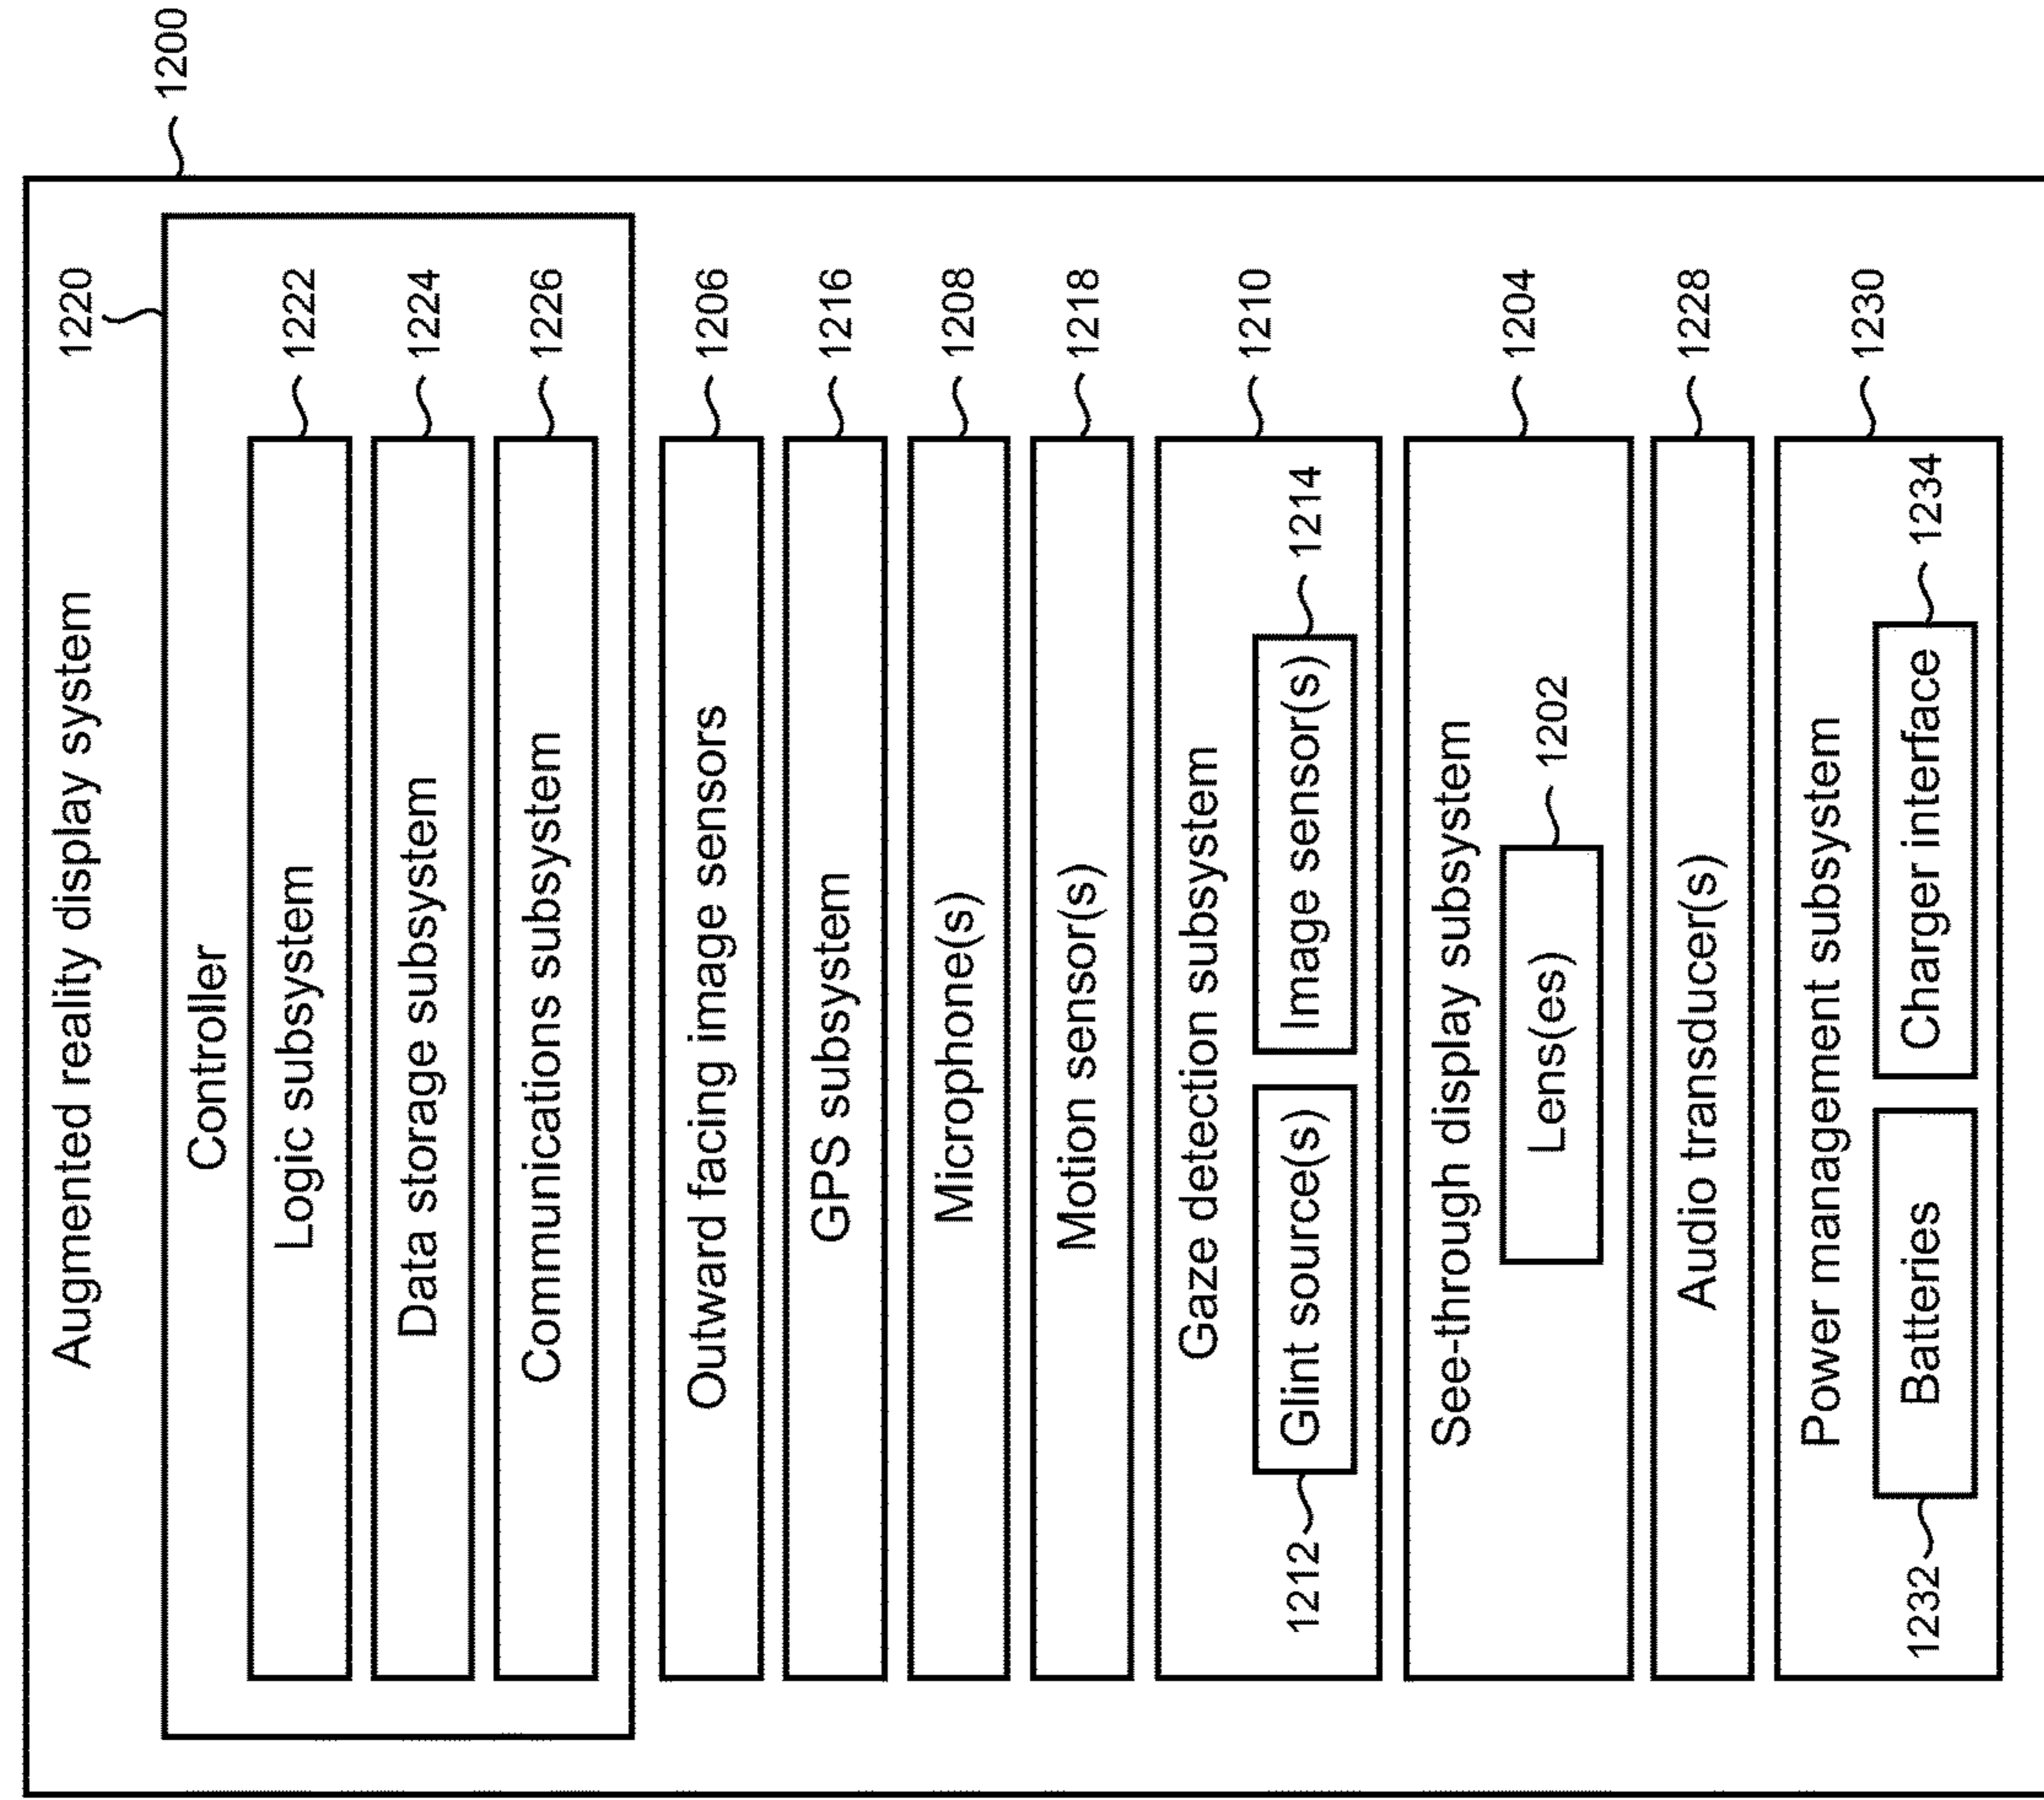 1200
Augmented reality display system
1220
Controller
Logic subsystem
1222
Data storage subsystem
1224
Communications subsystem
1226
Outward facing image sensors
1206
GPS subsystem
1216
Microphone(s)
1208
Motion sensor(s)
1218
Gaze detection subsystem
1210
1212
Glint source(s)
Image sensor(s)
1214
See-through display subsystem
1204
Lens(es)
1202
Audio transducer(s)
1228
Power management subsystem
1230
1232
Batteries
Charger interface
1234